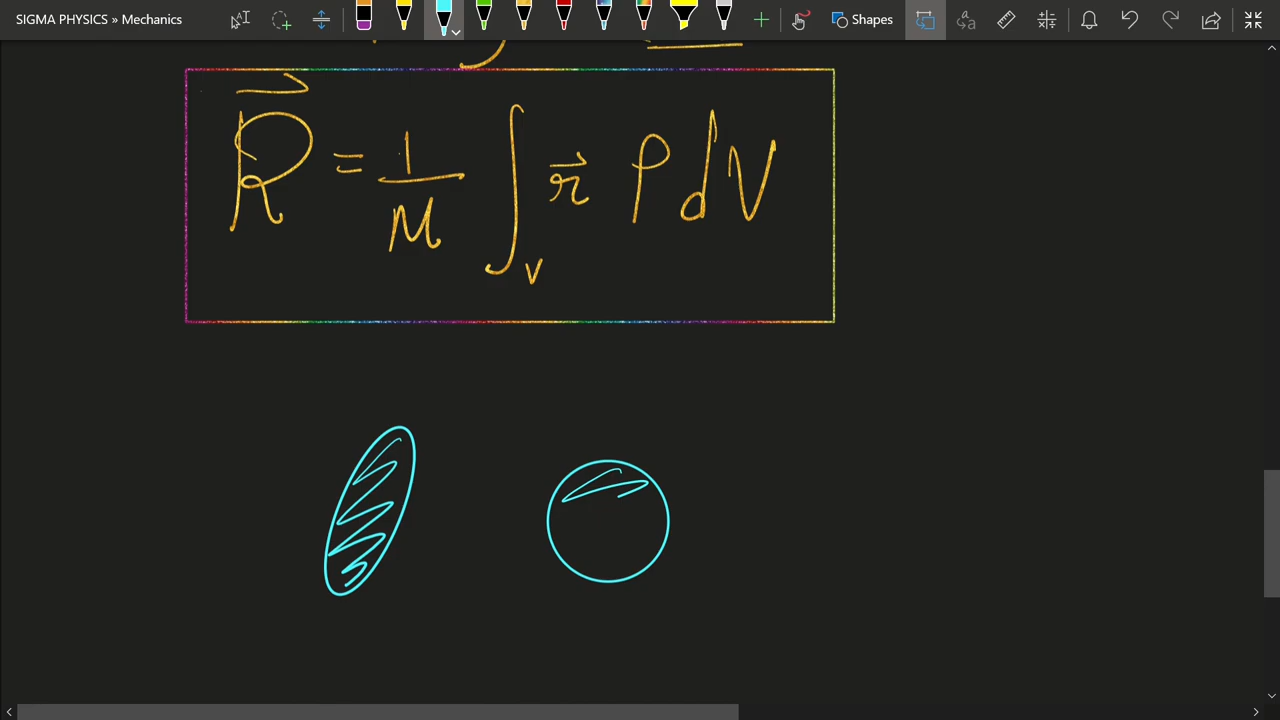 SIGMA PHYSICS » Mechanics
Shapes
R⃗ = 1/M ∫_V r⃗ ρ dV